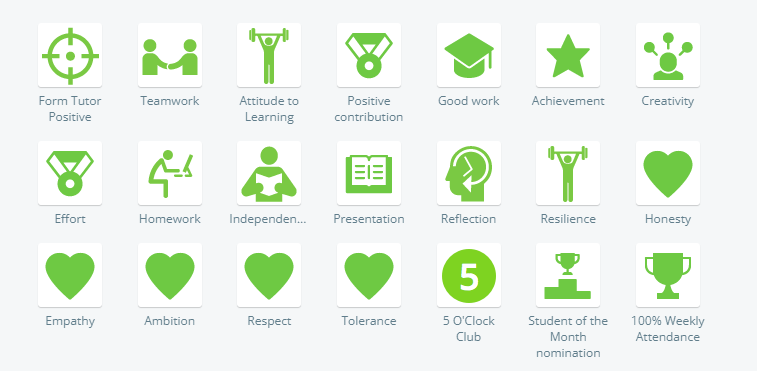 Form Tutor
Positive
Teamwork
Attitude to
Learning
Positive
contribution
Good work
Achievement
Creativity
Effort
Homework
Independen...
Presentation
Reflection
Resilience
Honesty
Empathy
Ambition
Respect
Tolerance
5
5 O'Clock
Club
Student of the
Month
nomination
100% Weekly
Attendance